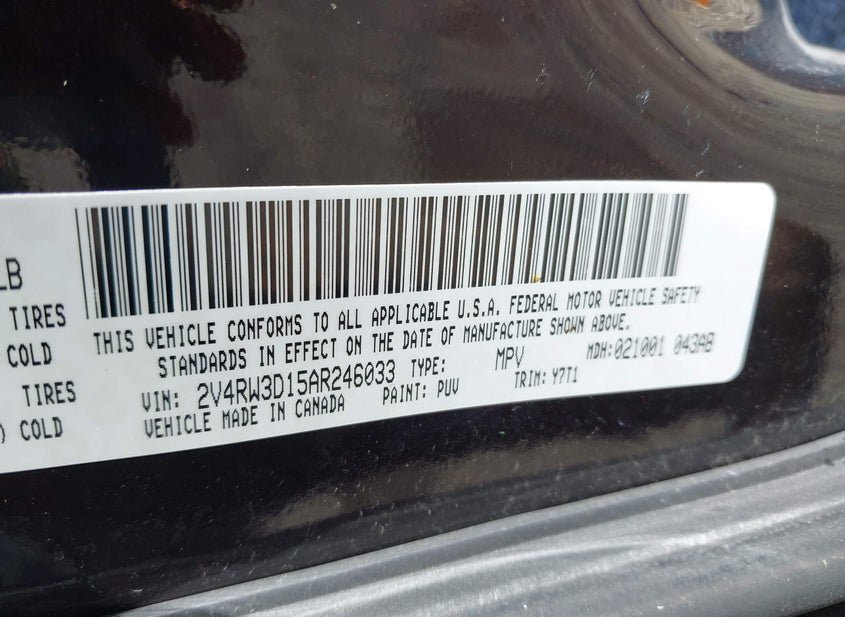 LB
TIRES
COLD
TIRES
) COLD
THIS VEHICLE CONFORMS TO ALL APPLICABLE U.S.A. FEDERAL MOTOR VEHICLE SAFETY
STANDARDS IN EFFECT ON THE DATE OF MANUFACTURE SHOWN ABOVE.
VIN: 2V4RW3D15AR246033 TYPE: MPV MDH:021001 043AB
VEHICLE MADE IN CANADA PAINT: PUV TRIM: Y7T1